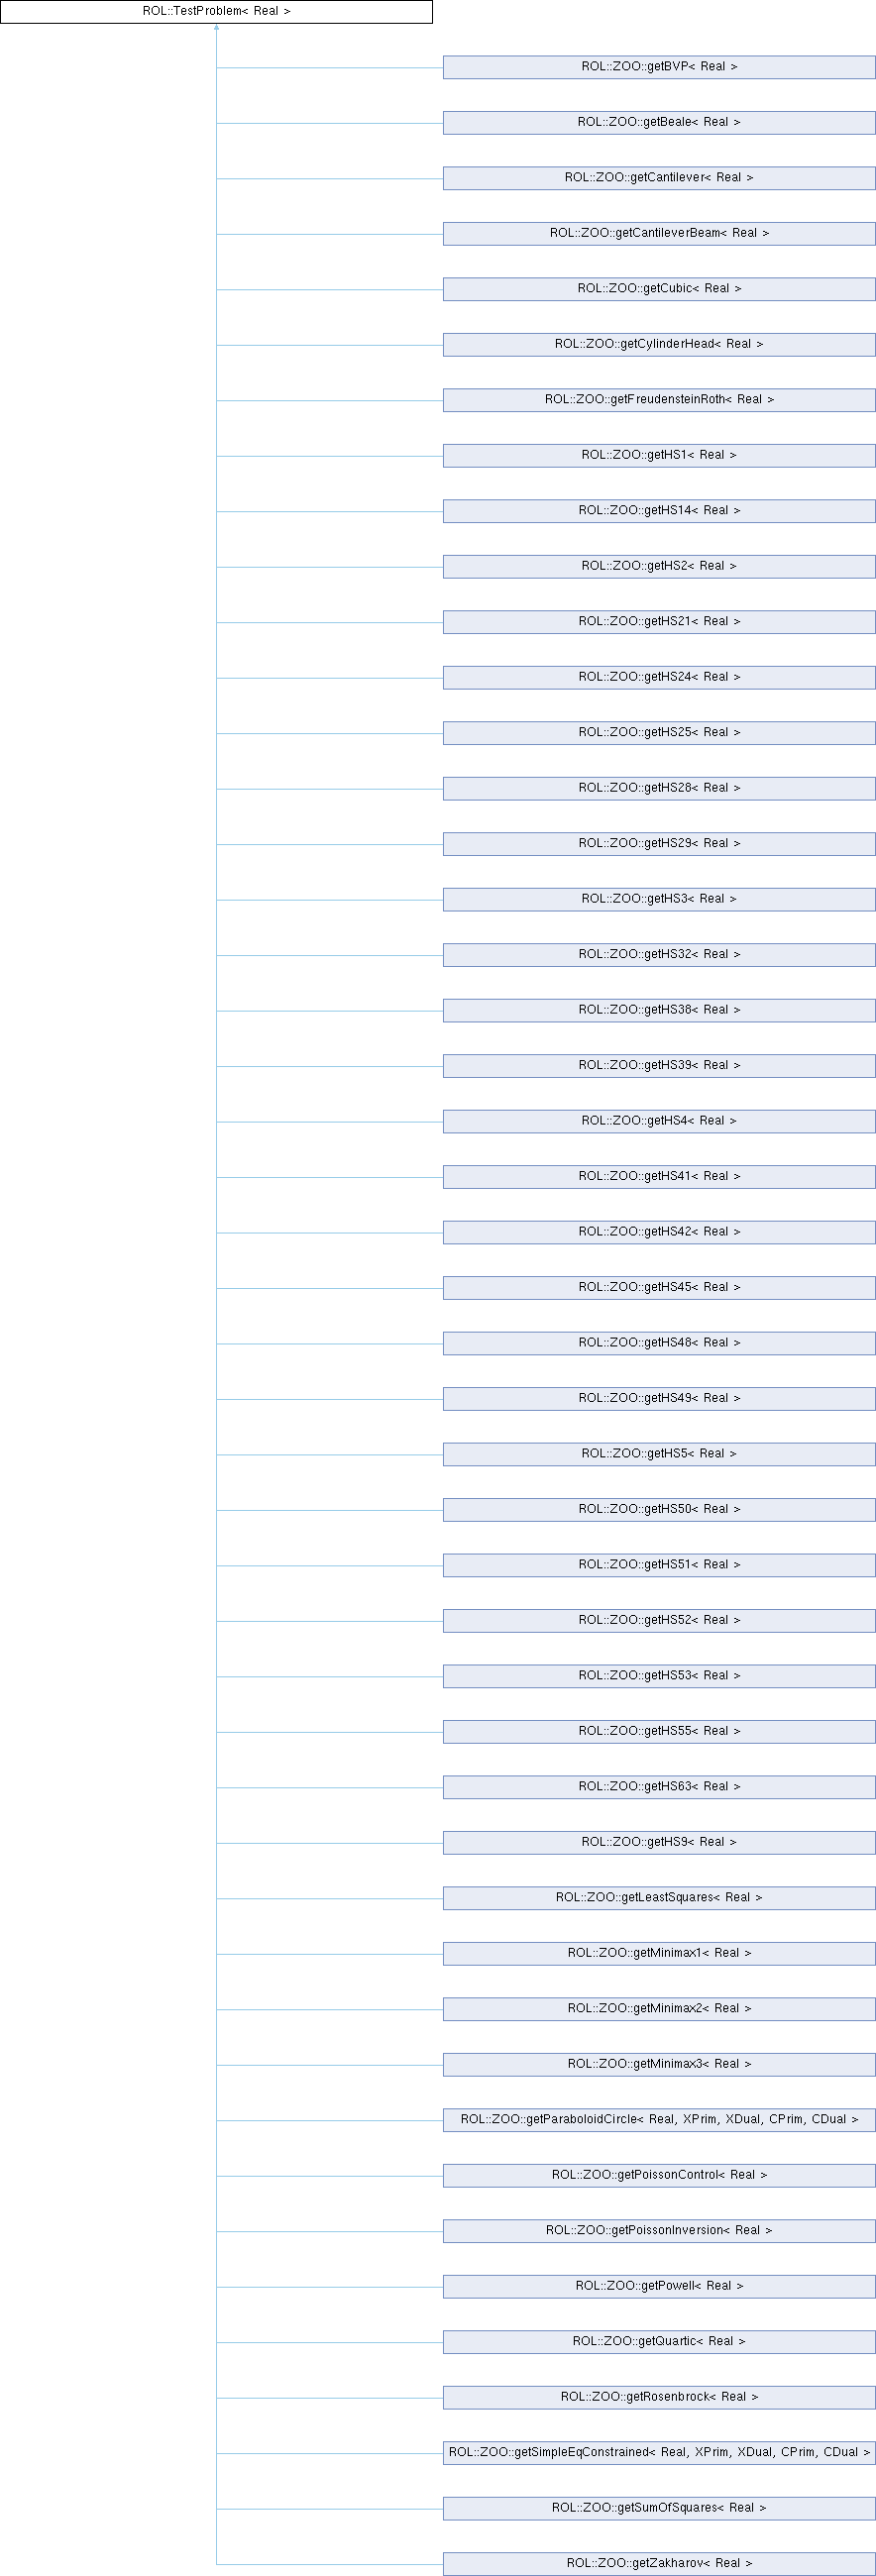 ROL::TestProblem< Real >
ROL::ZOO::getBVP< Real >
ROL::ZOO::getBeale< Real >
ROL::ZOO::getCantilever< Real >
ROL::ZOO::getCantileverBeam< Real >
ROL::ZOO::getCubic< Real >
ROL::ZOO::getCylinderHead< Real >
ROL::ZOO::getFreudensteinRoth< Real >
ROL::ZOO::getHS1< Real >
ROL::ZOO::getHS14< Real >
ROL::ZOO::getHS2< Real >
ROL::ZOO::getHS21< Real >
ROL::ZOO::getHS24< Real >
ROL::ZOO::getHS25< Real >
ROL::ZOO::getHS28< Real >
ROL::ZOO::getHS29< Real >
ROL::ZOO::getHS3< Real >
ROL::ZOO::getHS32< Real >
ROL::ZOO::getHS38< Real >
ROL::ZOO::getHS39< Real >
ROL::ZOO::getHS4< Real >
ROL::ZOO::getHS41< Real >
ROL::ZOO::getHS42< Real >
ROL::ZOO::getHS45< Real >
ROL::ZOO::getHS48< Real >
ROL::ZOO::getHS49< Real >
ROL::ZOO::getHS5< Real >
ROL::ZOO::getHS50< Real >
ROL::ZOO::getHS51< Real >
ROL::ZOO::getHS52< Real >
ROL::ZOO::getHS53< Real >
ROL::ZOO::getHS55< Real >
ROL::ZOO::getHS63< Real >
ROL::ZOO::getHS9< Real >
ROL::ZOO::getLeastSquares< Real >
ROL::ZOO::getMinimax1< Real >
ROL::ZOO::getMinimax2< Real >
ROL::ZOO::getMinimax3< Real >
ROL::ZOO::getParaboloidCircle< Real, XPrim, XDual, CPrim, CDual >
ROL::ZOO::getPoissonControl< Real >
ROL::ZOO::getPoissonInversion< Real >
ROL::ZOO::getPowell< Real >
ROL::ZOO::getQuartic< Real >
ROL::ZOO::getRosenbrock< Real >
ROL::ZOO::getSimpleEqConstrained< Real, XPrim, XDual, CPrim, CDual >
ROL::ZOO::getSumOfSquares< Real >
ROL::ZOO::getZakharov< Real >